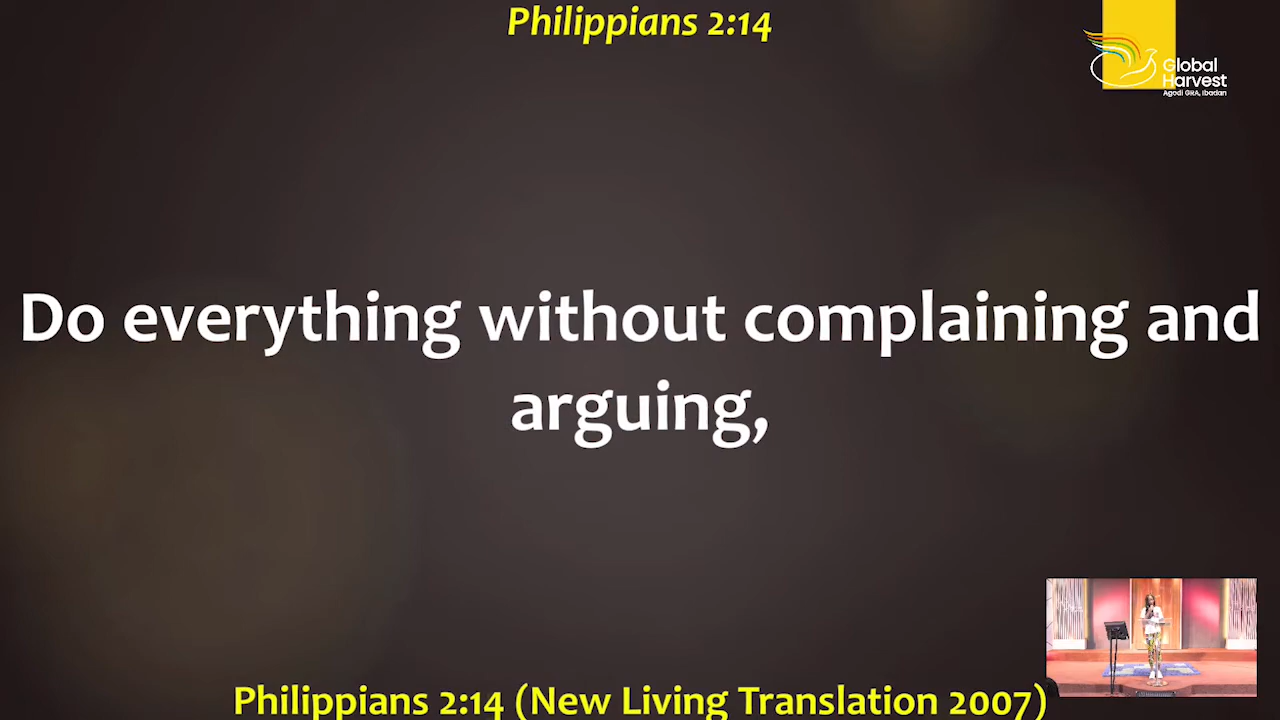 Philippians 2:14
Global
Harvest
Agodi GRA, Ibadan
Do everything without complaining and
arguing,
Philippians 2:14 (New Living Translation 2007)